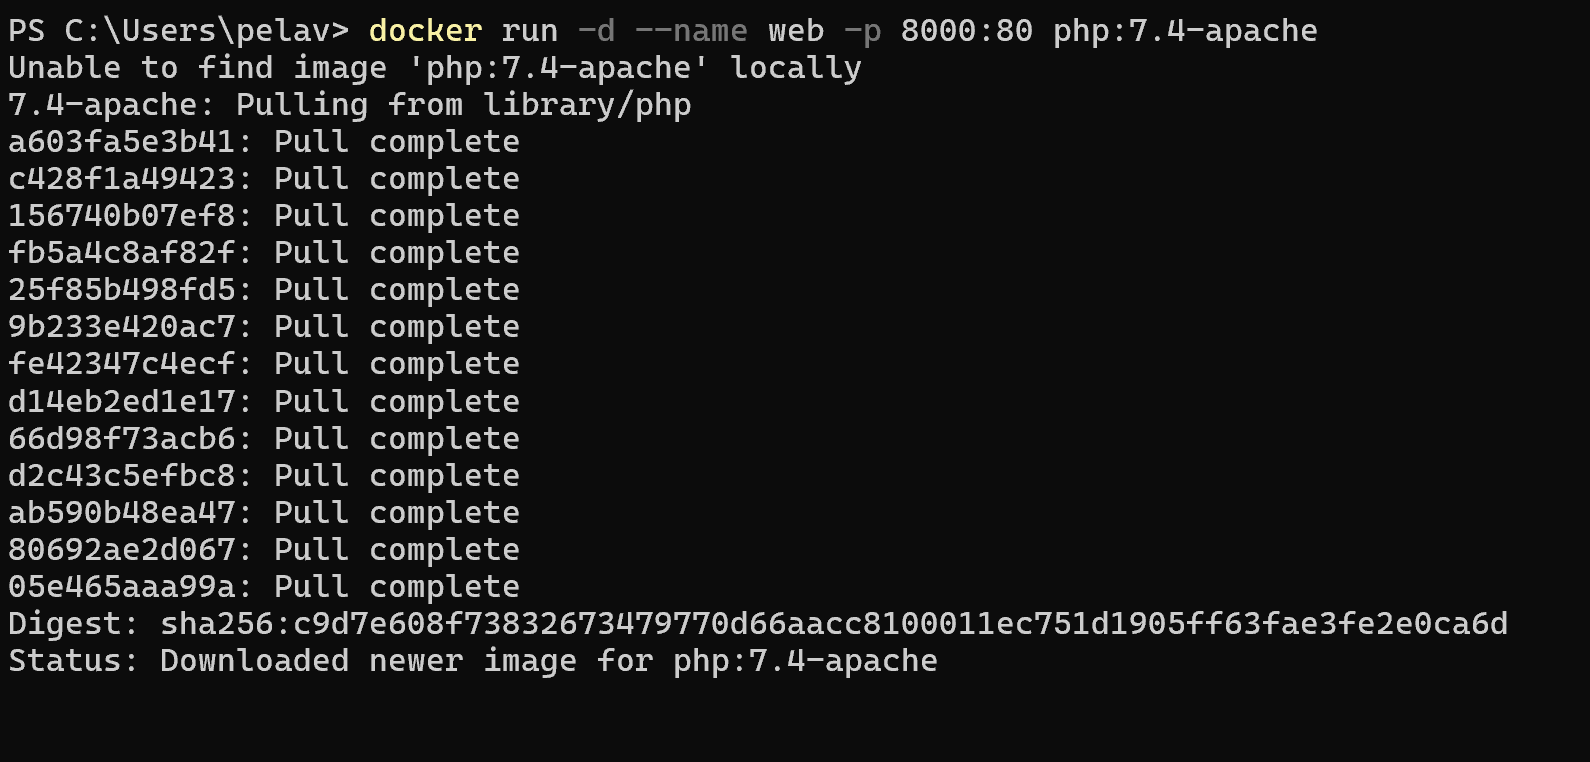 PS C:\Users\pelav> docker run -d --name web -p 8000:80 php:7.4-apache
Unable to find image 'php:7.4-apache' locally
7.4-apache: Pulling from library/php
a603fa5e3b41: Pull complete
c428f1a49423: Pull complete
156740b07ef8: Pull complete
fb5a4c8af82f: Pull complete
25f85b498fd5: Pull complete
9b233e420ac7: Pull complete
fe42347c4ecf: Pull complete
d14eb2ed1e17: Pull complete
66d98f73acb6: Pull complete
d2c43c5efbc8: Pull complete
ab590b48ea47: Pull complete
80692ae2d067: Pull complete
05e465aaa99a: Pull complete
Digest: sha256:c9d7e608f73832673479770d66aacc8100011ec751d1905ff63fae3fe2e0ca6d
Status: Downloaded newer image for php:7.4-apache